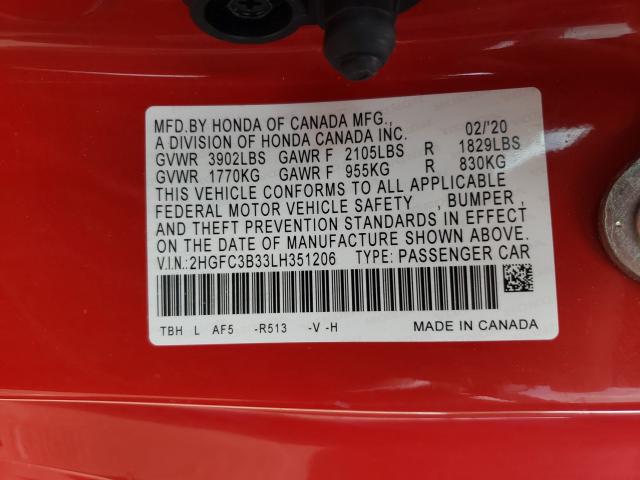 MFD.BY HONDA OF CANADA MFG., 02/'20
A DIVISION OF HONDA CANADA INC.
GVWR 3902LBS GAWR F 2105LBS R 1829LBS
GVWR 1770KG GAWR F 955KG R 830KG
THIS VEHICLE CONFORMS TO ALL APPLICABLE
FEDERAL MOTOR VEHICLE SAFETY , BUMPER,
AND THEFT PREVENTION STANDARDS IN EFFECT
ON THE DATE OF MANUFACTURE SHOWN ABOVE.
V.I.N:2HGFC3B33LH351206 TYPE: PASSENGER CAR
TBH L AF5 -R513 -V -H MADE IN CANADA